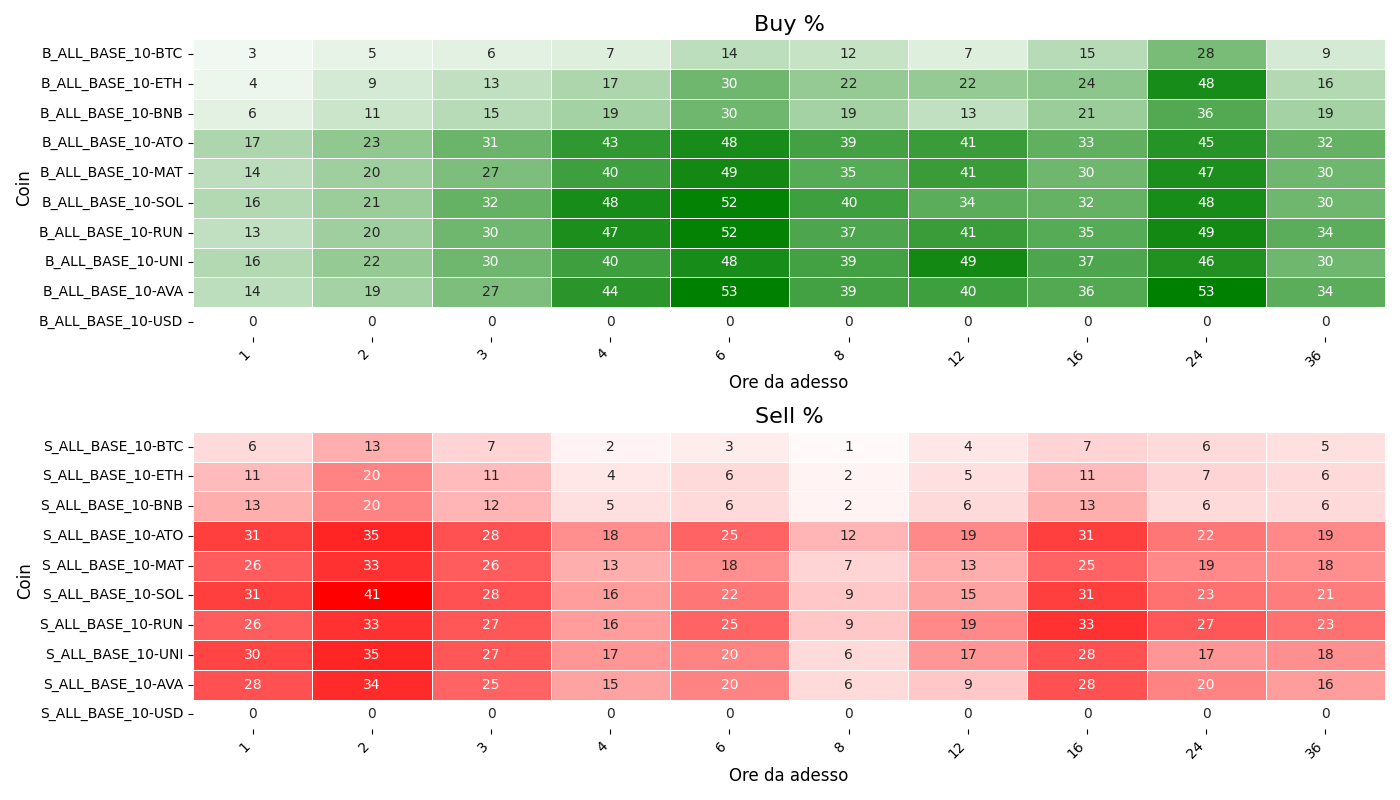 Buy %
Coin
B_ALL_BASE_10-BTC 3 5 6 7 14 12 7 15 28 9
B_ALL_BASE_10-ETH 4 9 13 17 30 22 22 24 48 16
B_ALL_BASE_10-BNB 6 11 15 19 30 19 13 21 36 19
B_ALL_BASE_10-ATO 17 23 31 43 48 39 41 33 45 32
B_ALL_BASE_10-MAT 14 20 27 40 49 35 41 30 47 30
B_ALL_BASE_10-SOL 16 21 32 48 52 40 34 32 48 30
B_ALL_BASE_10-RUN 13 20 30 47 52 37 41 35 49 34
B_ALL_BASE_10-UNI 16 22 30 40 48 39 49 37 46 30
B_ALL_BASE_10-AVA 14 19 27 44 53 39 40 36 53 34
B_ALL_BASE_10-USD 0 0 0 0 0 0 0 0 0 0
1 2 3 4 6 8 12 16 24 36
Ore da adesso
Sell %
Coin
S_ALL_BASE_10-BTC 6 13 7 2 3 1 4 7 6 5
S_ALL_BASE_10-ETH 11 20 11 4 6 2 5 11 7 6
S_ALL_BASE_10-BNB 13 20 12 5 6 2 6 13 6 6
S_ALL_BASE_10-ATO 31 35 28 18 25 12 19 31 22 19
S_ALL_BASE_10-MAT 26 33 26 13 18 7 13 25 19 18
S_ALL_BASE_10-SOL 31 41 28 16 22 9 15 31 23 21
S_ALL_BASE_10-RUN 26 33 27 16 25 9 19 33 27 23
S_ALL_BASE_10-UNI 30 35 27 17 20 6 17 28 17 18
S_ALL_BASE_10-AVA 28 34 25 15 20 6 9 28 20 16
S_ALL_BASE_10-USD 0 0 0 0 0 0 0 0 0 0
1 2 3 4 6 8 12 16 24 36
Ore da adesso